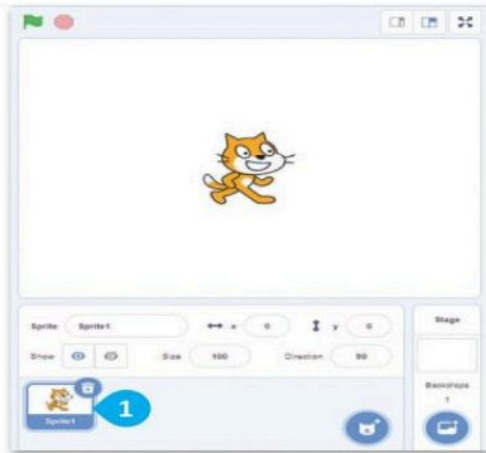 Sprite Sprite1 x 0 y 0
Show Size 100 Direction 90
Stage
Backdrops
1
Sprite1
1